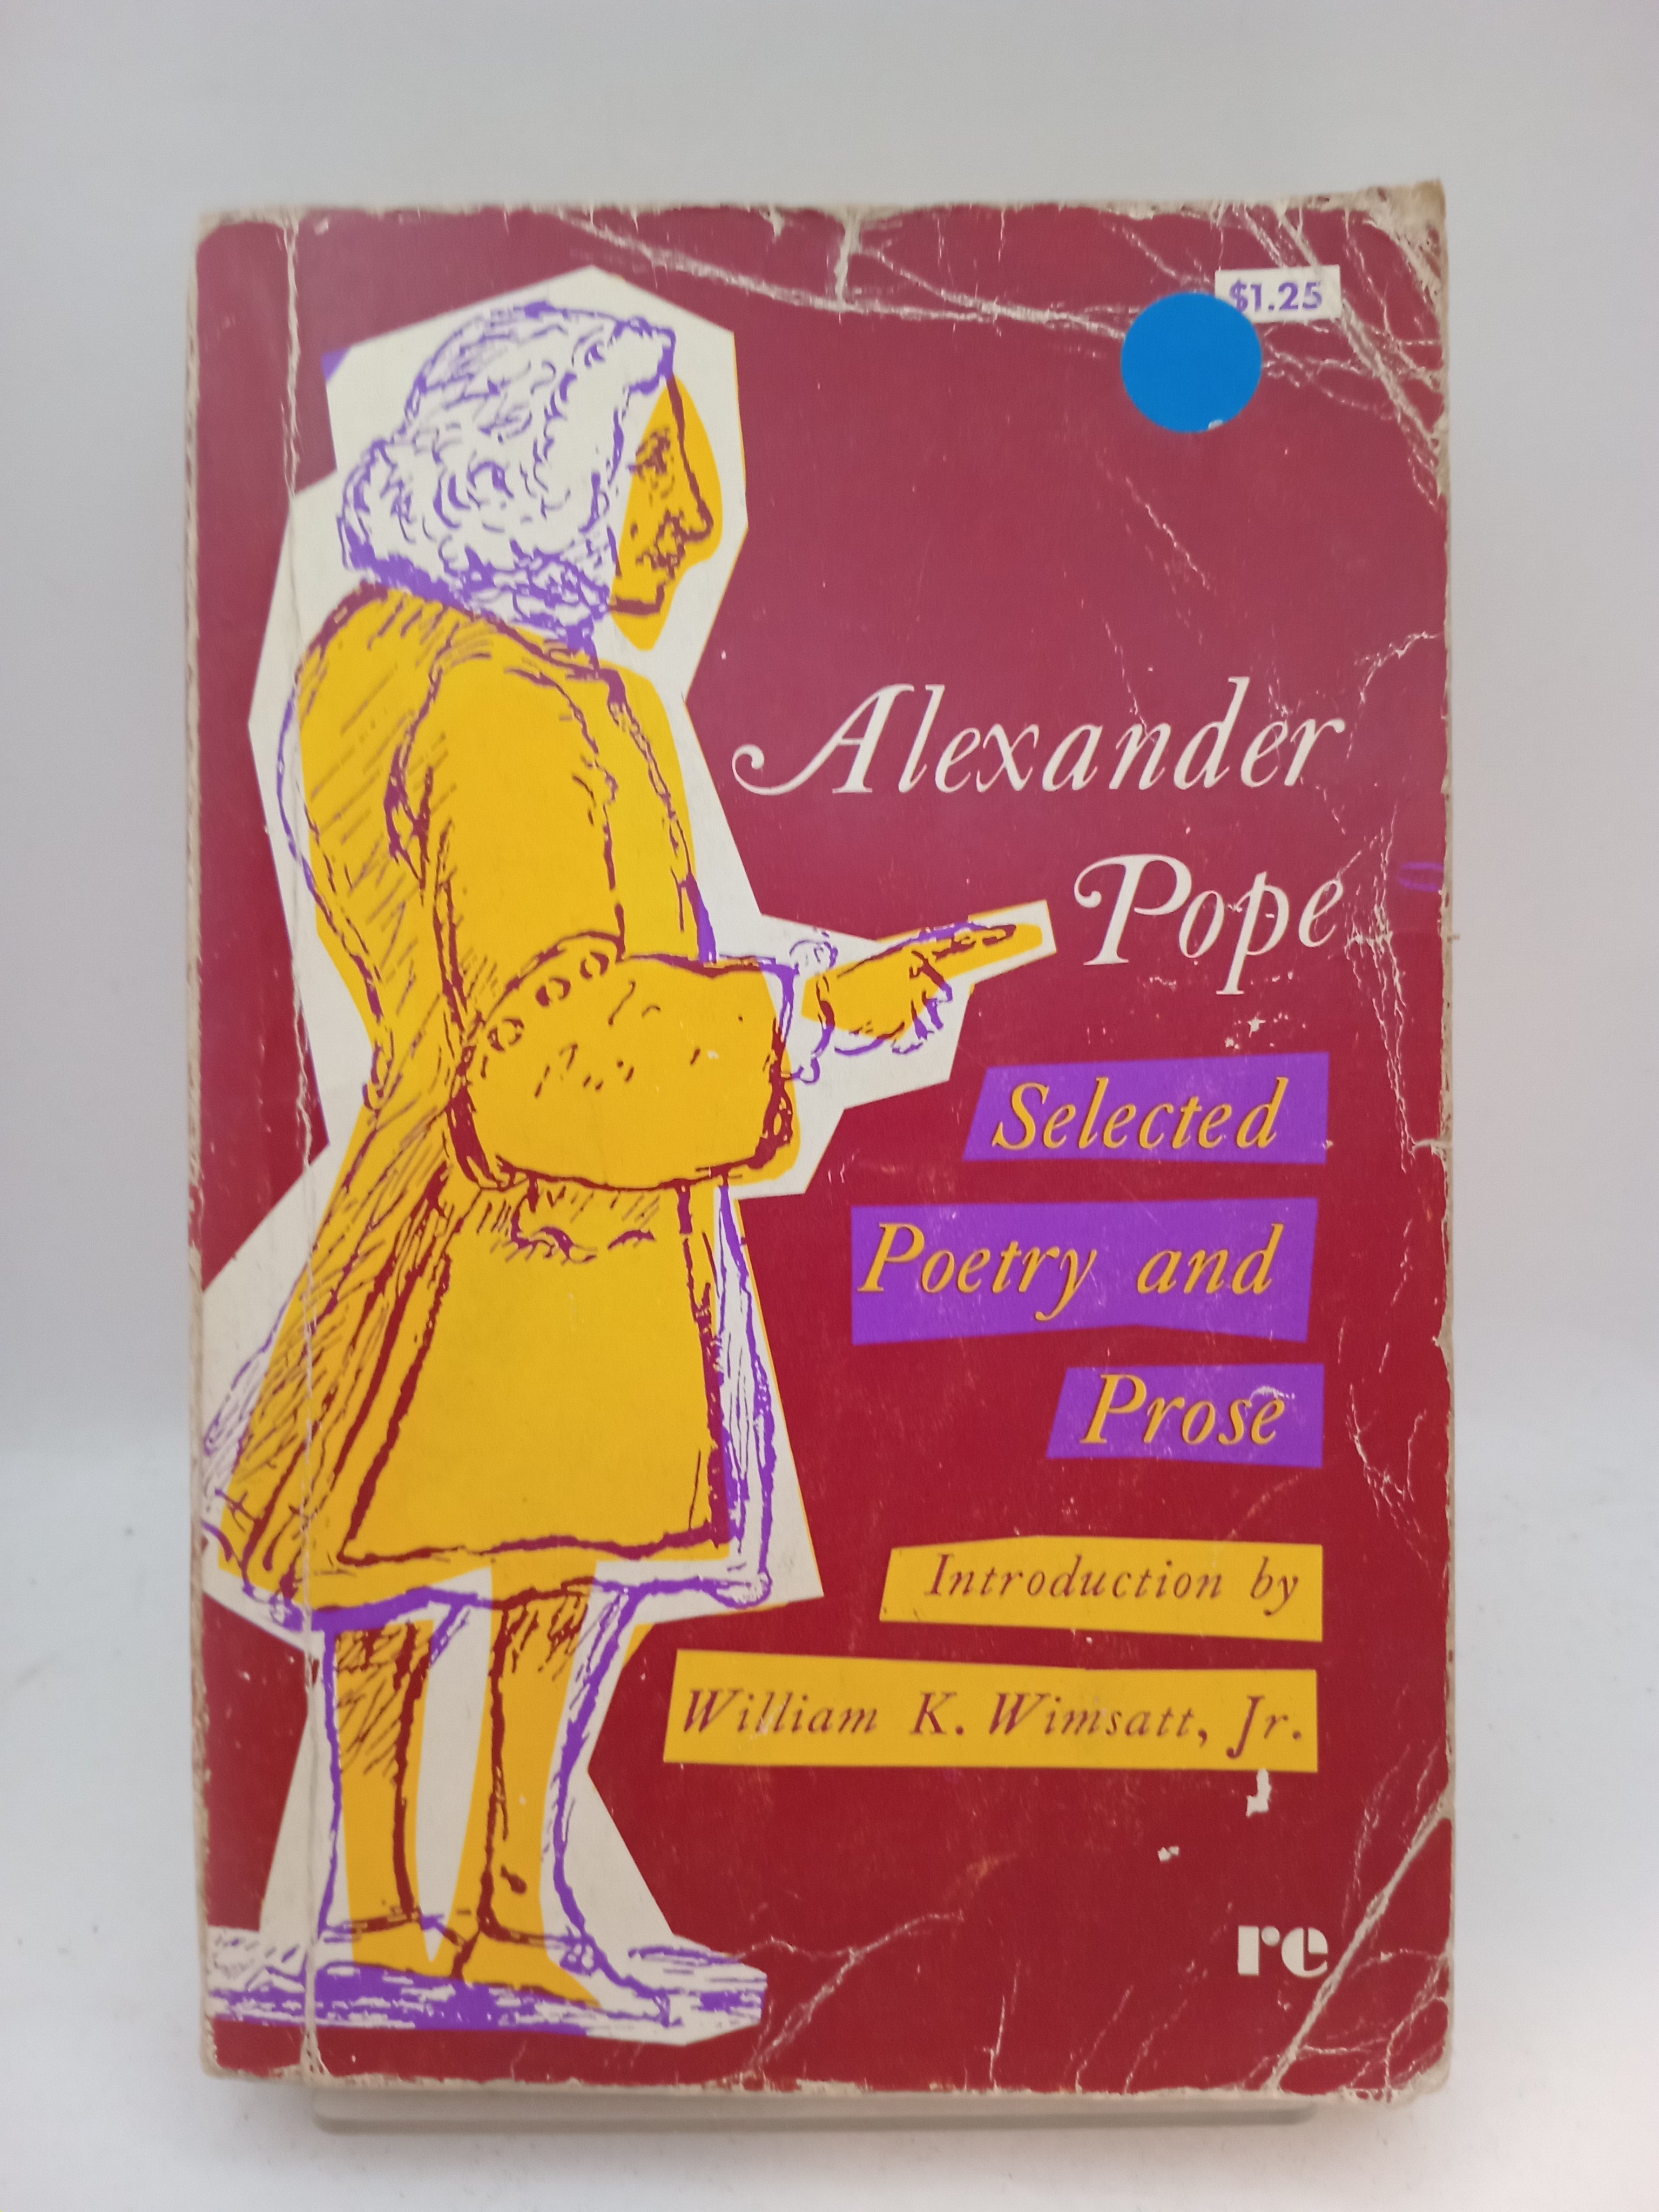 $1.25
Alexander
Pope
Selected
Poetry and
Prose
Introduction by
William K. Wimsatt, Jr.
re